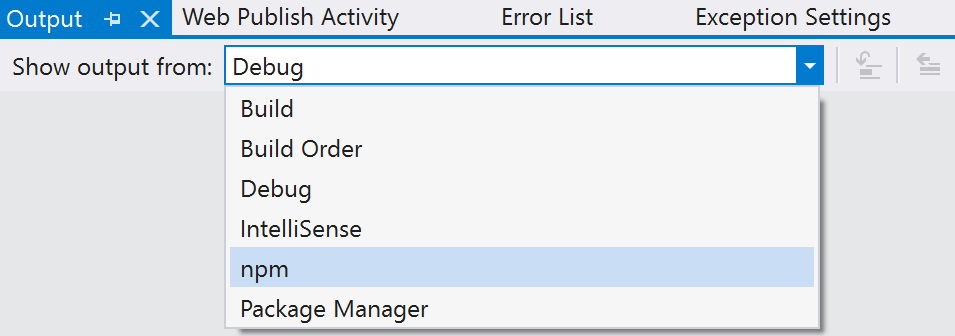 Output Web Publish Activity Error List Exception Settings
Show output from: Debug
Build
Build Order
Debug
IntelliSense
npm
Package Manager